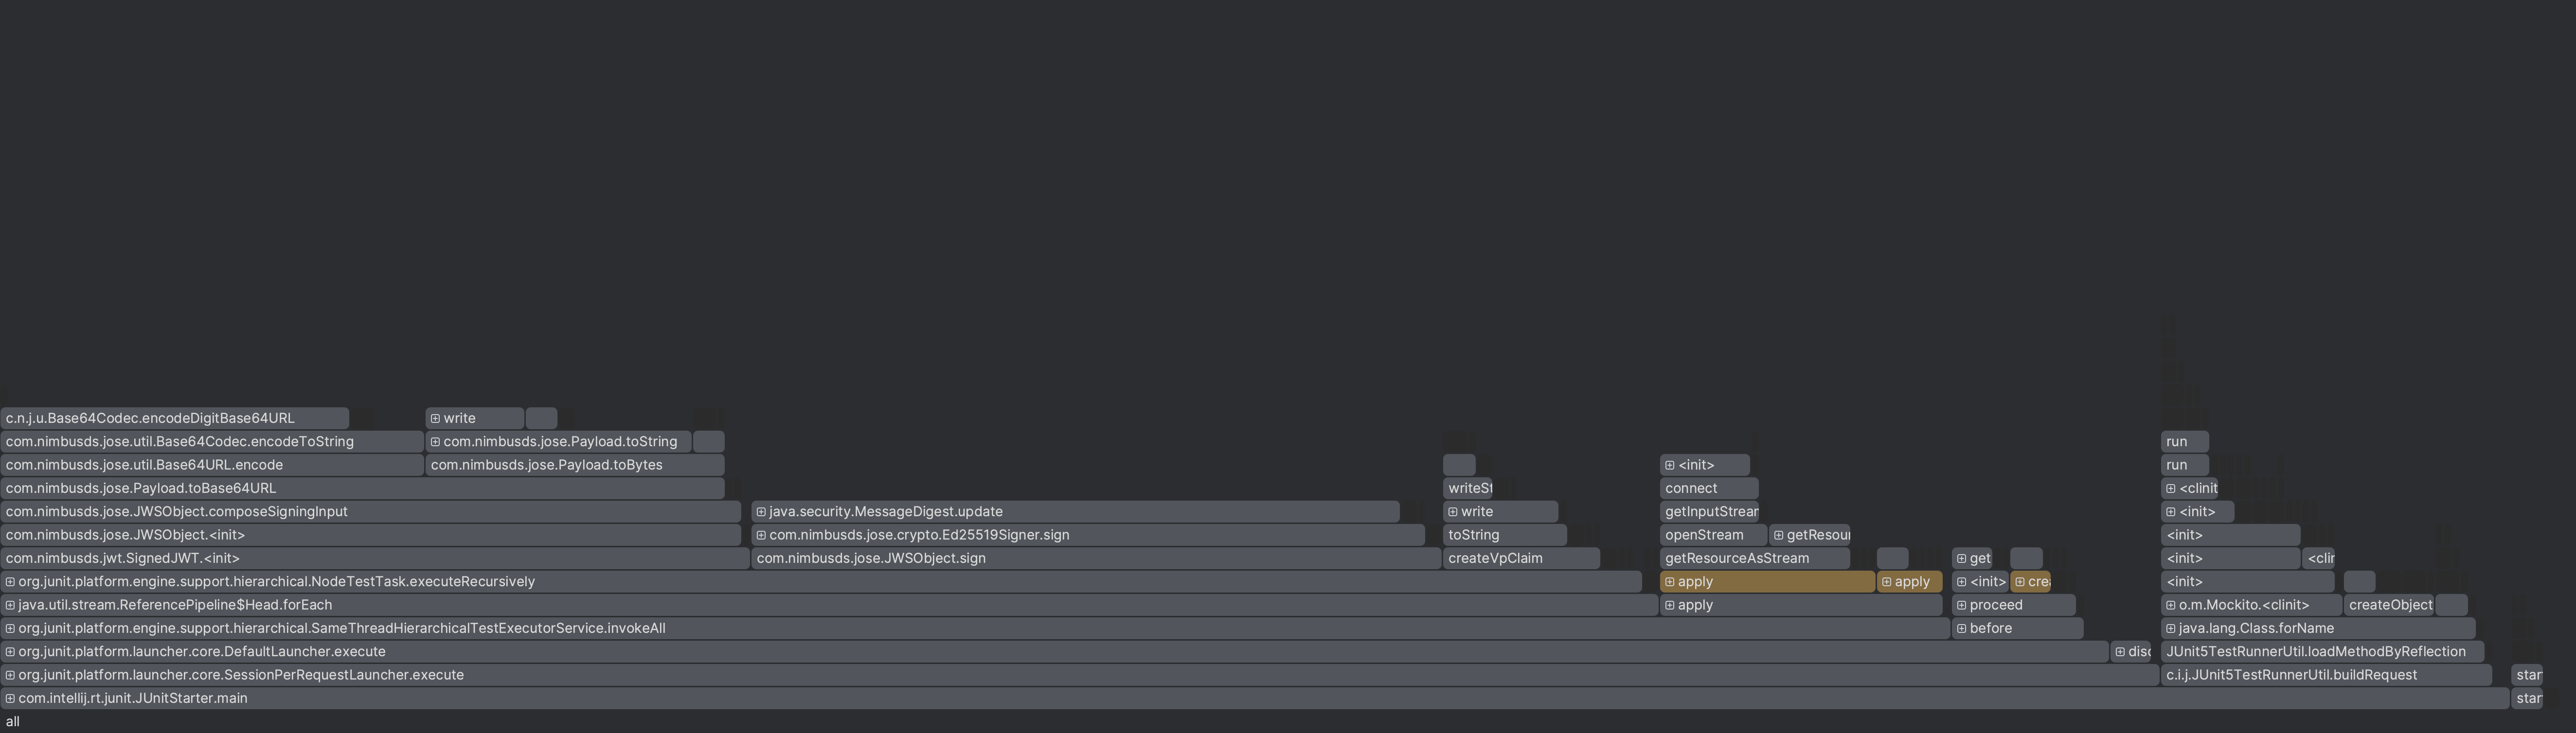 c.n.j.u.Base64Codec.encodeDigitBase64URL write
com.nimbusds.jose.util.Base64Codec.encodeToString com.nimbusds.jose.Payload.toString run
com.nimbusds.jose.util.Base64URL.encode com.nimbusds.jose.Payload.toBytes <init> run
com.nimbusds.jose.Payload.toBase64URL writeSt connect <clinit
com.nimbusds.jose.JWSObject.composeSigningInput java.security.MessageDigest.update write getInputStrear <init>
com.nimbusds.jose.JWSObject.<init> com.nimbusds.jose.crypto.Ed25519Signer.sign toString openStream getResour <init>
com.nimbusds.jwt.SignedJWT.<init> com.nimbusds.jose.JWSObject.sign createVpClaim getResourceAsStream get <init> <clir
org.junit.platform.engine.support.hierarchical.NodeTestTask.executeRecursively apply apply <init> crea <init>
java.util.stream.ReferencePipeline$Head.forEach apply proceed o.m.Mockito.<clinit> createObject
org.junit.platform.engine.support.hierarchical.SameThreadHierarchicalTestExecutorService.invokeAll before java.lang.Class.forName
org.junit.platform.launcher.core.DefaultLauncher.execute disc JUnit5TestRunnerUtil.loadMethodByReflection
org.junit.platform.launcher.core.SessionPerRequestLauncher.execute c.i.j.JUnit5TestRunnerUtil.buildRequest star
com.intellij.rt.junit.JUnitStarter.main star
all